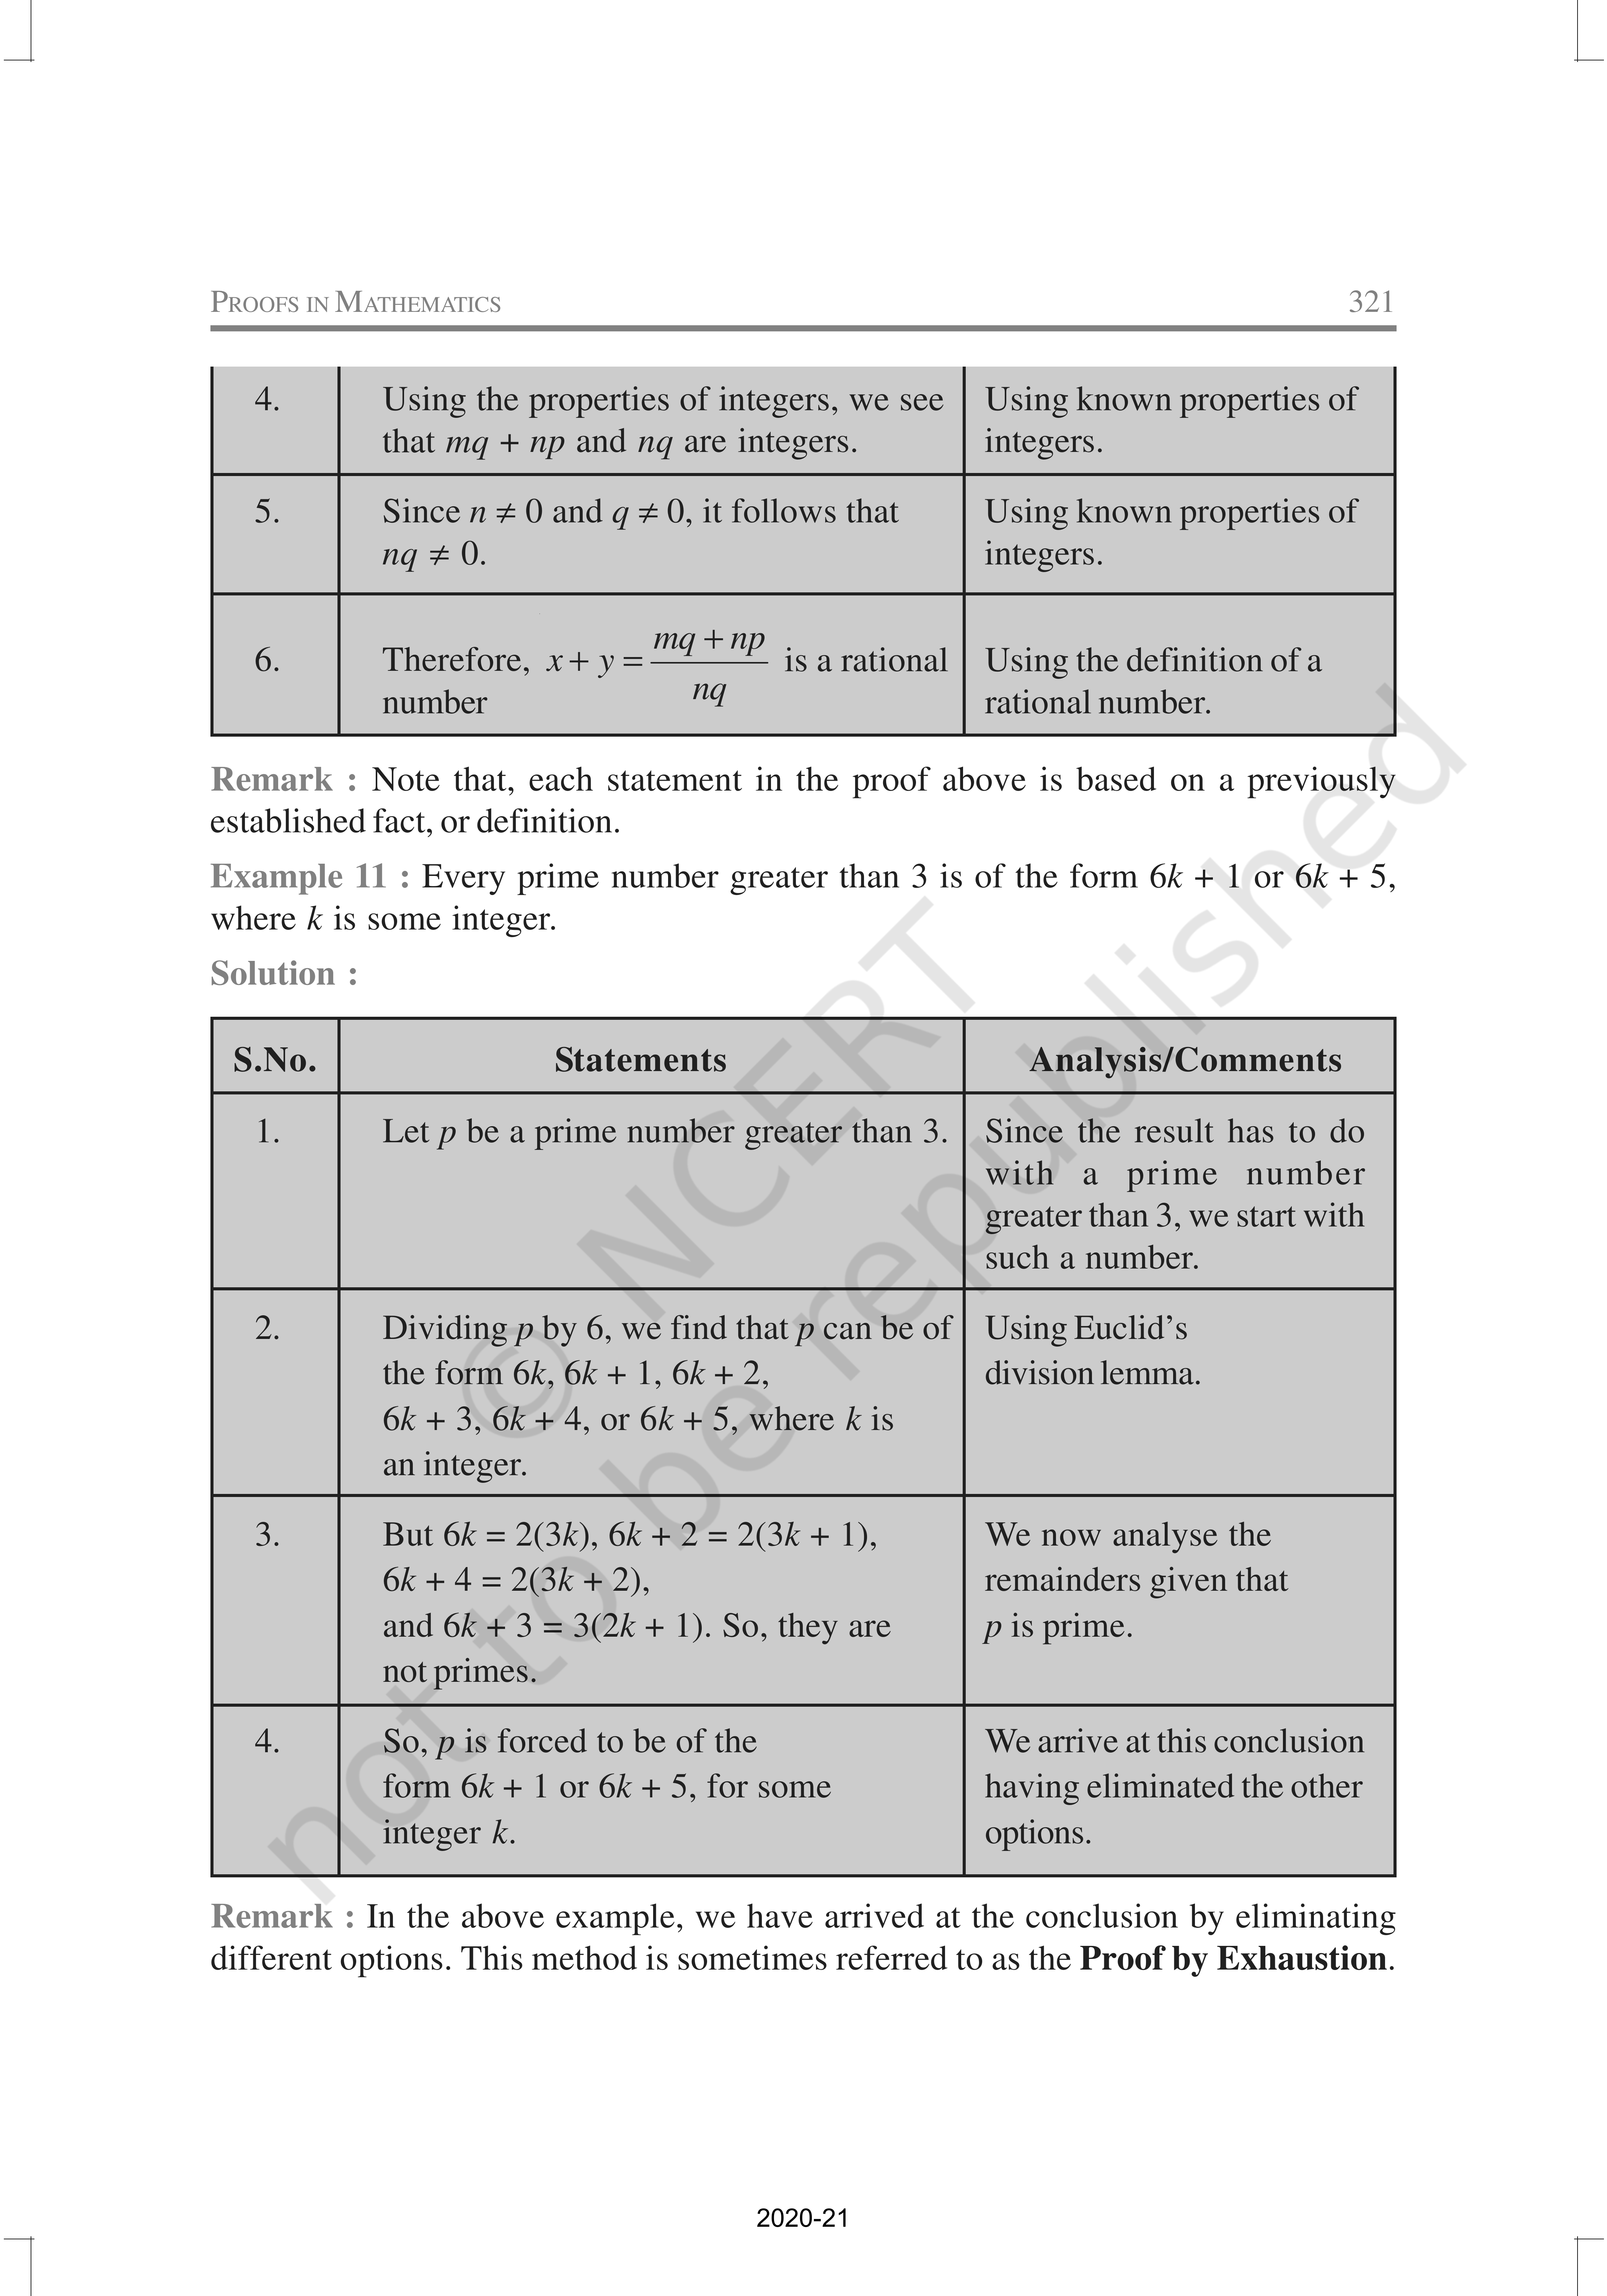 PROOFS IN MATHEMATICS 321
4. Using the properties of integers, we see Using known properties of
that mq + np and nq are integers. integers.
5. Since n ≠ 0 and q ≠ 0, it follows that Using known properties of
nq ≠ 0. integers.
6. Therefore, x + y = (mq + np)/nq is a rational Using the definition of a
number rational number.
Remark : Note that, each statement in the proof above is based on a previously
established fact, or definition.
Example 11 : Every prime number greater than 3 is of the form 6k + 1 or 6k + 5,
where k is some integer.
Solution :
S.No. Statements Analysis/Comments
1. Let p be a prime number greater than 3. Since the result has to do
with a prime number
greater than 3, we start with
such a number.
2. Dividing p by 6, we find that p can be of Using Euclid’s
the form 6k, 6k + 1, 6k + 2, division lemma.
6k + 3, 6k + 4, or 6k + 5, where k is
an integer.
3. But 6k = 2(3k), 6k + 2 = 2(3k + 1), We now analyse the
6k + 4 = 2(3k + 2), remainders given that
and 6k + 3 = 3(2k + 1). So, they are p is prime.
not primes.
4. So, p is forced to be of the We arrive at this conclusion
form 6k + 1 or 6k + 5, for some having eliminated the other
integer k. options.
Remark : In the above example, we have arrived at the conclusion by eliminating
different options. This method is sometimes referred to as the Proof by Exhaustion.
© NCERT
not to be republished
2020-21